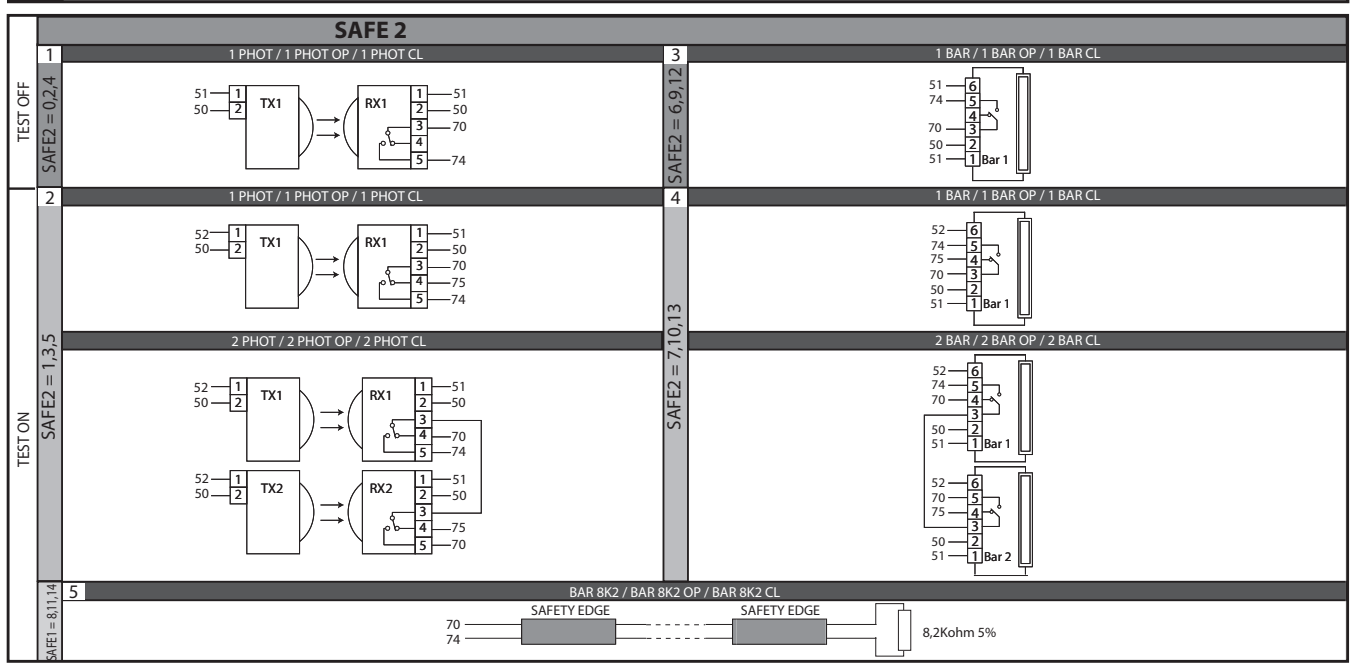 SAFE 2
TEST OFF
1
1 PHOT / 1 PHOT OP / 1 PHOT CL
SAFE2 = 0,2,4
51 1 TX1 RX1 1 51
50 2 2 50
3 70
4
5 74
3
1 BAR / 1 BAR OP / 1 BAR CL
SAFE2 = 6,9,12
51 6
74 5
4
70 3
50 2
51 1 Bar 1
TEST ON
2
1 PHOT / 1 PHOT OP / 1 PHOT CL
SAFE2 = 1,3,5
52 1 TX1 RX1 1 51
50 2 2 50
3 70
4 75
5 74
2 PHOT / 2 PHOT OP / 2 PHOT CL
52 1 TX1 RX1 1 51
50 2 2 50
3
4 70
5 74
52 1 TX2 RX2 1 51
50 2 2 50
3
4 75
5 70
4
1 BAR / 1 BAR OP / 1 BAR CL
SAFE2 = 7,10,13
52 6
74 5
75 4
70 3
50 2
51 1 Bar 1
2 BAR / 2 BAR OP / 2 BAR CL
52 6
74 5
70 4
3
50 2
51 1 Bar 1
52 6
70 5
75 4
3
50 2
51 1 Bar 2
SAFE1 = 8,11,14
5
BAR 8K2 / BAR 8K2 OP / BAR 8K2 CL
SAFETY EDGE SAFETY EDGE
70
74
8,2Kohm 5%